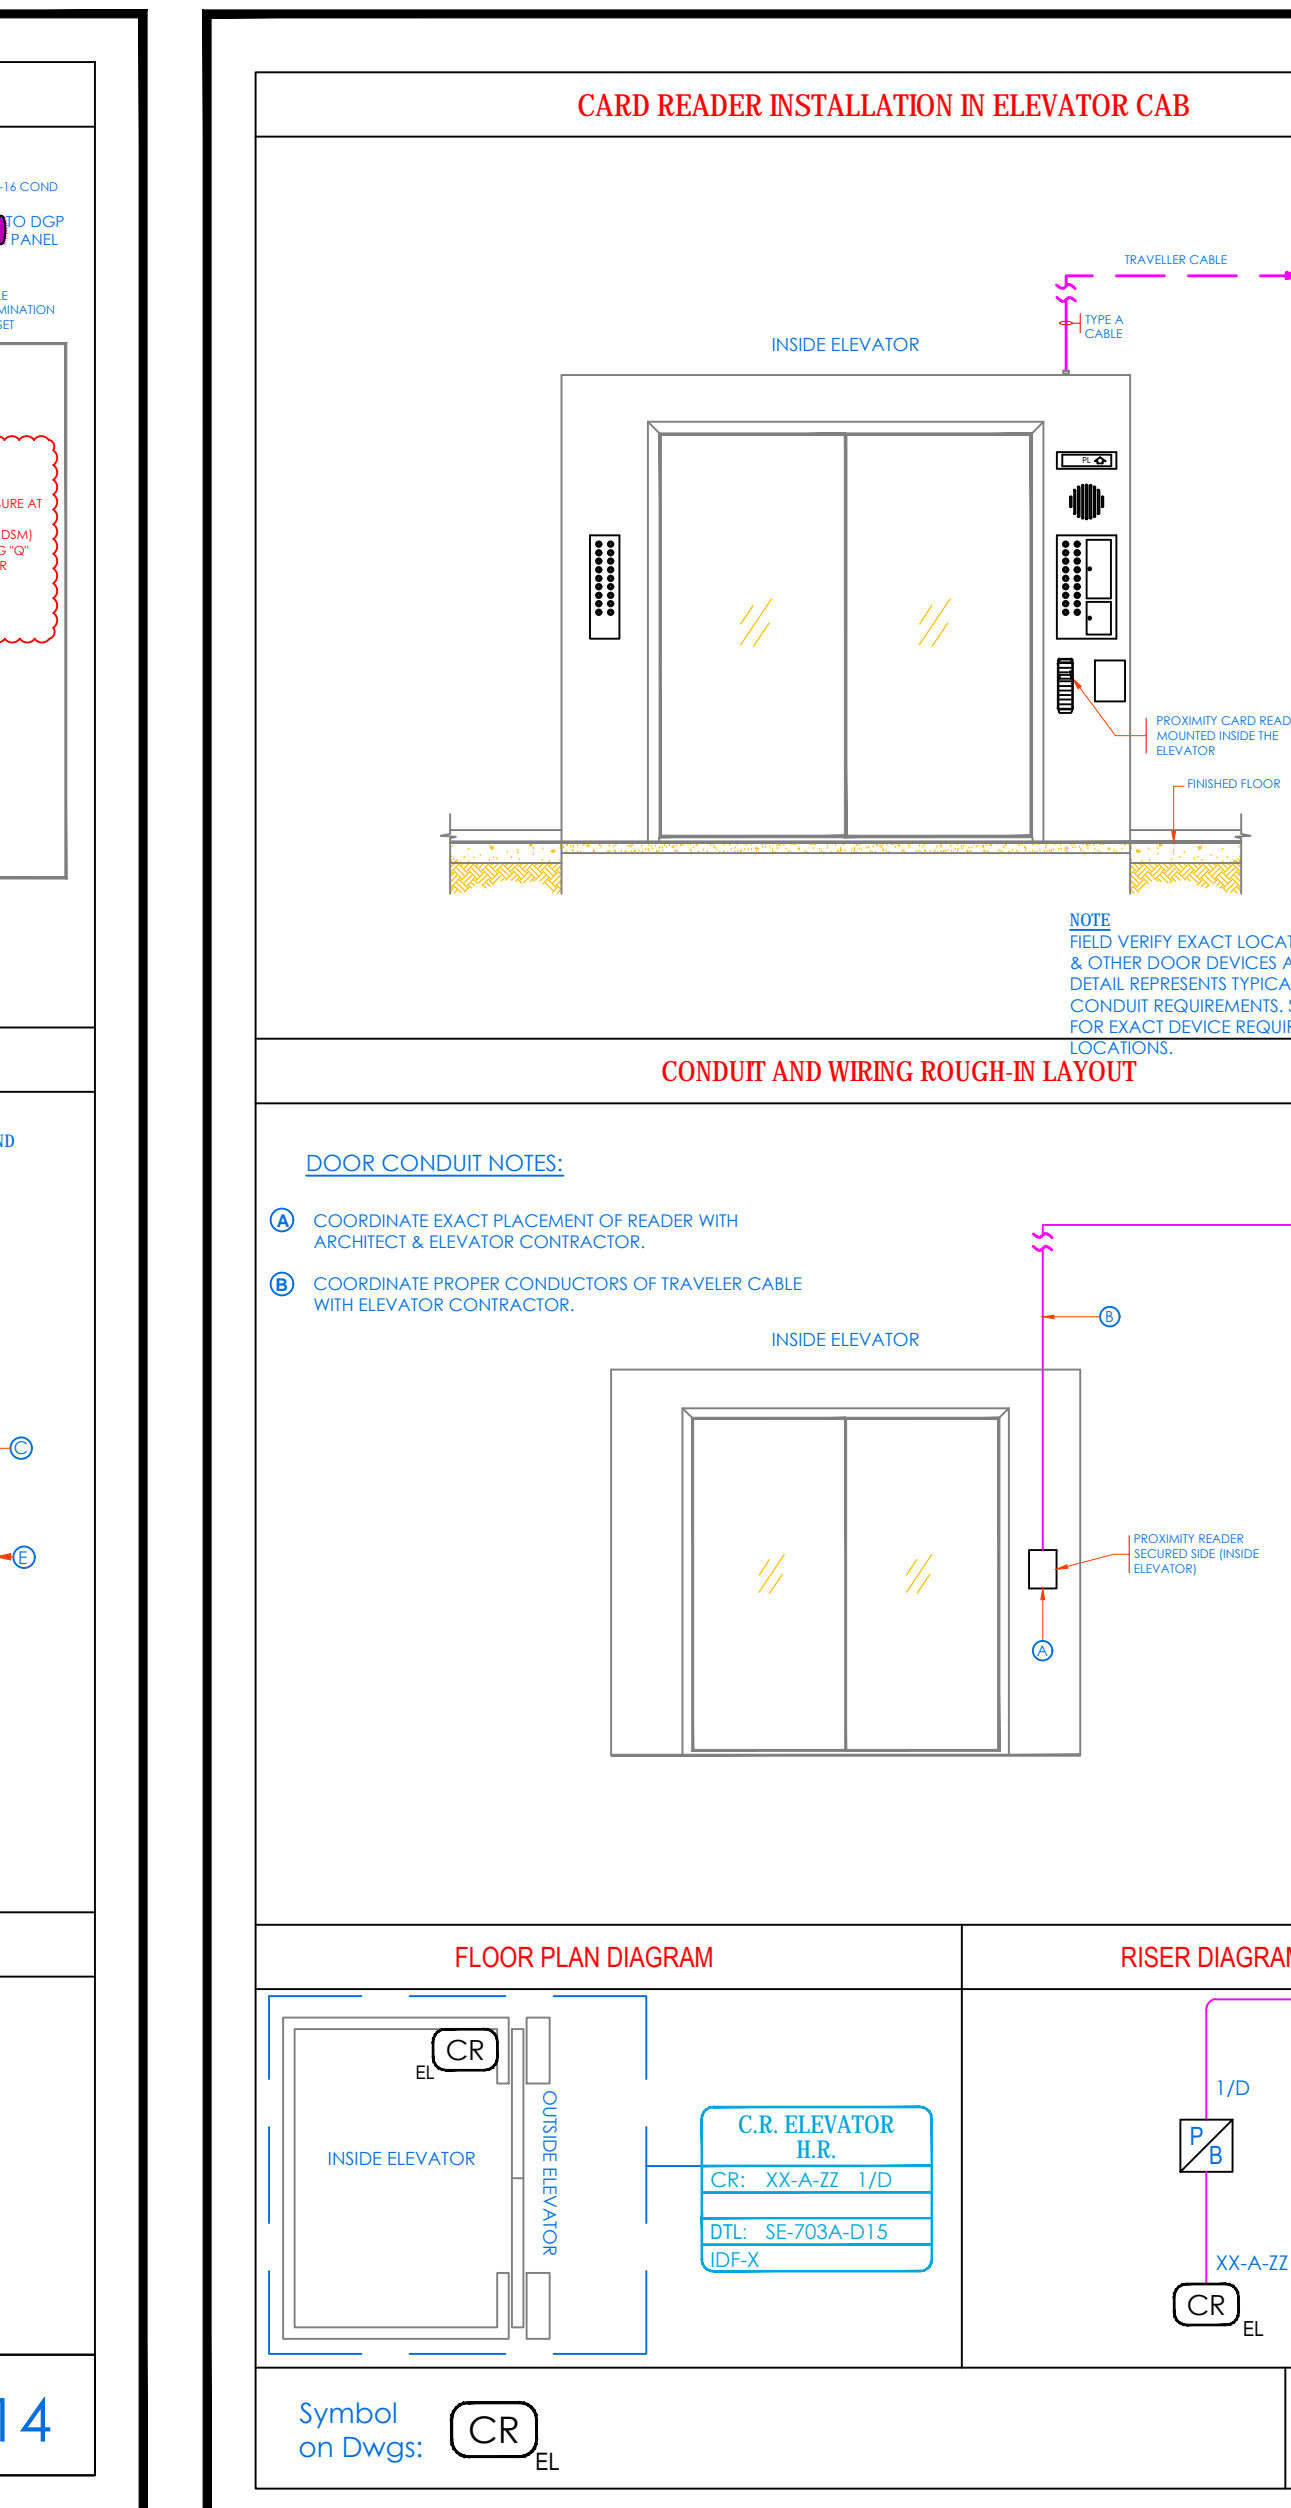 -16 COND
TO DGP
PANEL
MINATION
SET
URE AT
DSM)
"Q"
R
ND
C
E
14
CARD READER INSTALLATION IN ELEVATOR CAB
TRAVELLER CABLE
TYPE A
CABLE
INSIDE ELEVATOR
PL
PROXIMITY CARD READ
MOUNTED INSIDE THE
ELEVATOR
FINISHED FLOOR
NOTE
FIELD VERIFY EXACT LOCAT
& OTHER DOOR DEVICES A
DETAIL REPRESENTS TYPICA
CONDUIT REQUIREMENTS. S
FOR EXACT DEVICE REQUIR
LOCATIONS.
CONDUIT AND WIRING ROUGH-IN LAYOUT
DOOR CONDUIT NOTES:
A COORDINATE EXACT PLACEMENT OF READER WITH
ARCHITECT & ELEVATOR CONTRACTOR.
B COORDINATE PROPER CONDUCTORS OF TRAVELER CABLE
WITH ELEVATOR CONTRACTOR.
B
INSIDE ELEVATOR
PROXIMITY READER
SECURED SIDE (INSIDE
ELEVATOR)
A
FLOOR PLAN DIAGRAM
CR
EL
INSIDE ELEVATOR
OUTSIDE ELEVATOR
C.R. ELEVATOR
H.R.
CR: XX-A-ZZ 1/D
DTL: SE-703A-D15
IDF-X
RISER DIAGRAM
1/D
P
B
XX-A-ZZ
CR
EL
Symbol
on Dwgs:
CR
EL